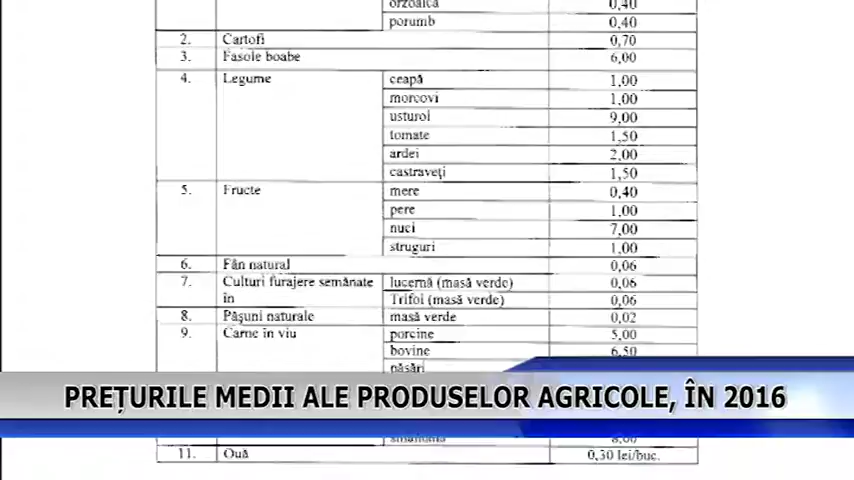 orzoaică 0,40
porumb 0,40
2. Cartofi 0,70
3. Fasole boabe 6,00
4. Legume ceapă 1,00
morcovi 1,00
usturoi 9,00
tomate 1,50
ardei 2,00
castraveţi 1,50
5. Fructe mere 0,40
pere 1,00
nuci 7,00
struguri 1,00
6. Fân natural 0,06
7. Culturi furajere semănate lucernă (masă verde) 0,06
în Trifoi (masă verde) 0,06
8. Păşuni naturale masă verde 0,02
9. Carne în viu porcine 5,00
bovine 6,50
păsări
PREȚURILE MEDII ALE PRODUSELOR AGRICOLE, ÎN 2016
8,00
11. Ouă 0,30 lei/buc.